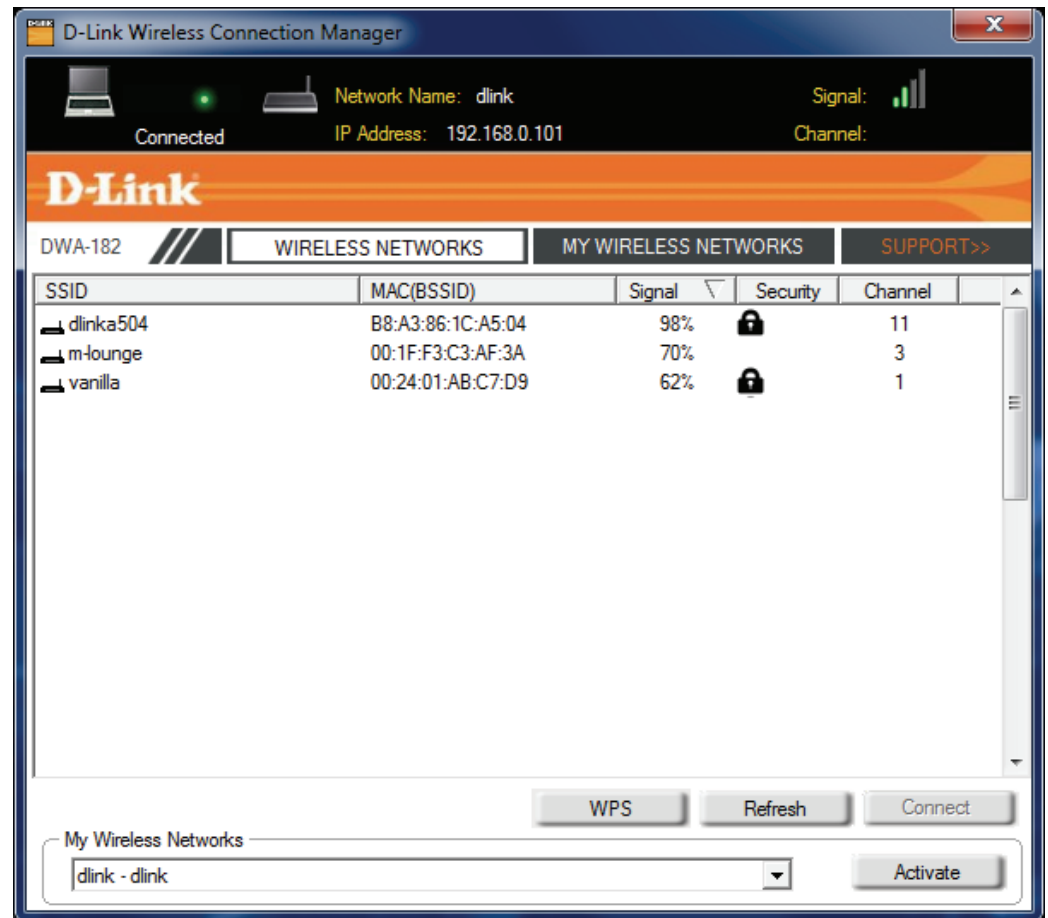 D-Link Wireless Connection Manager
Network Name: dlink Signal:
Connected IP Address: 192.168.0.101 Channel:
D-Link
DWA-182 WIRELESS NETWORKS MY WIRELESS NETWORKS SUPPORT>>
SSID MAC(BSSID) Signal Security Channel
dlinka504 B8:A3:86:1C:A5:04 98% 11
m-lounge 00:1F:F3:C3:AF:3A 70% 3
vanilla 00:24:01:AB:C7:D9 62% 1
WPS Refresh Connect
My Wireless Networks
dlink - dlink Activate